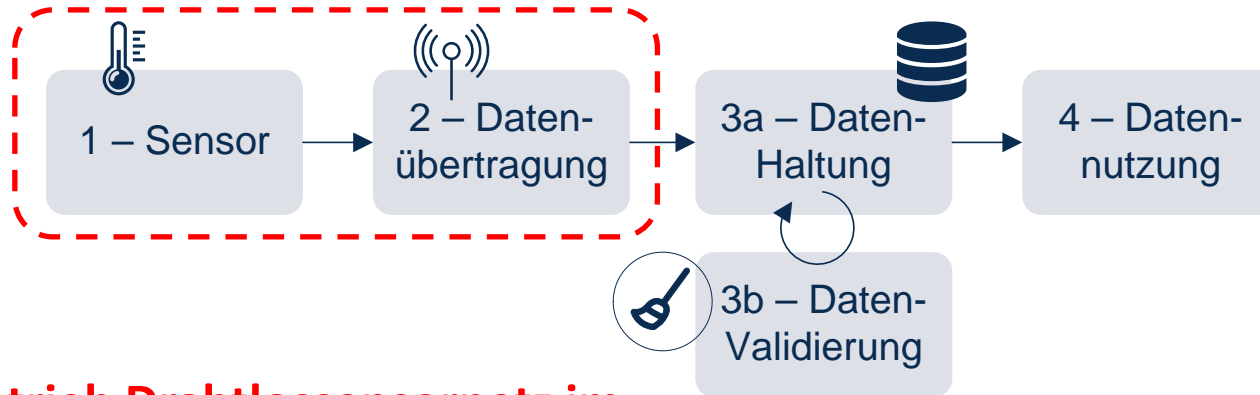 1 – Sensor
2 – Daten-
übertragung
3a – Daten-
Haltung
4 – Daten-
nutzung
3b – Daten-
Validierung